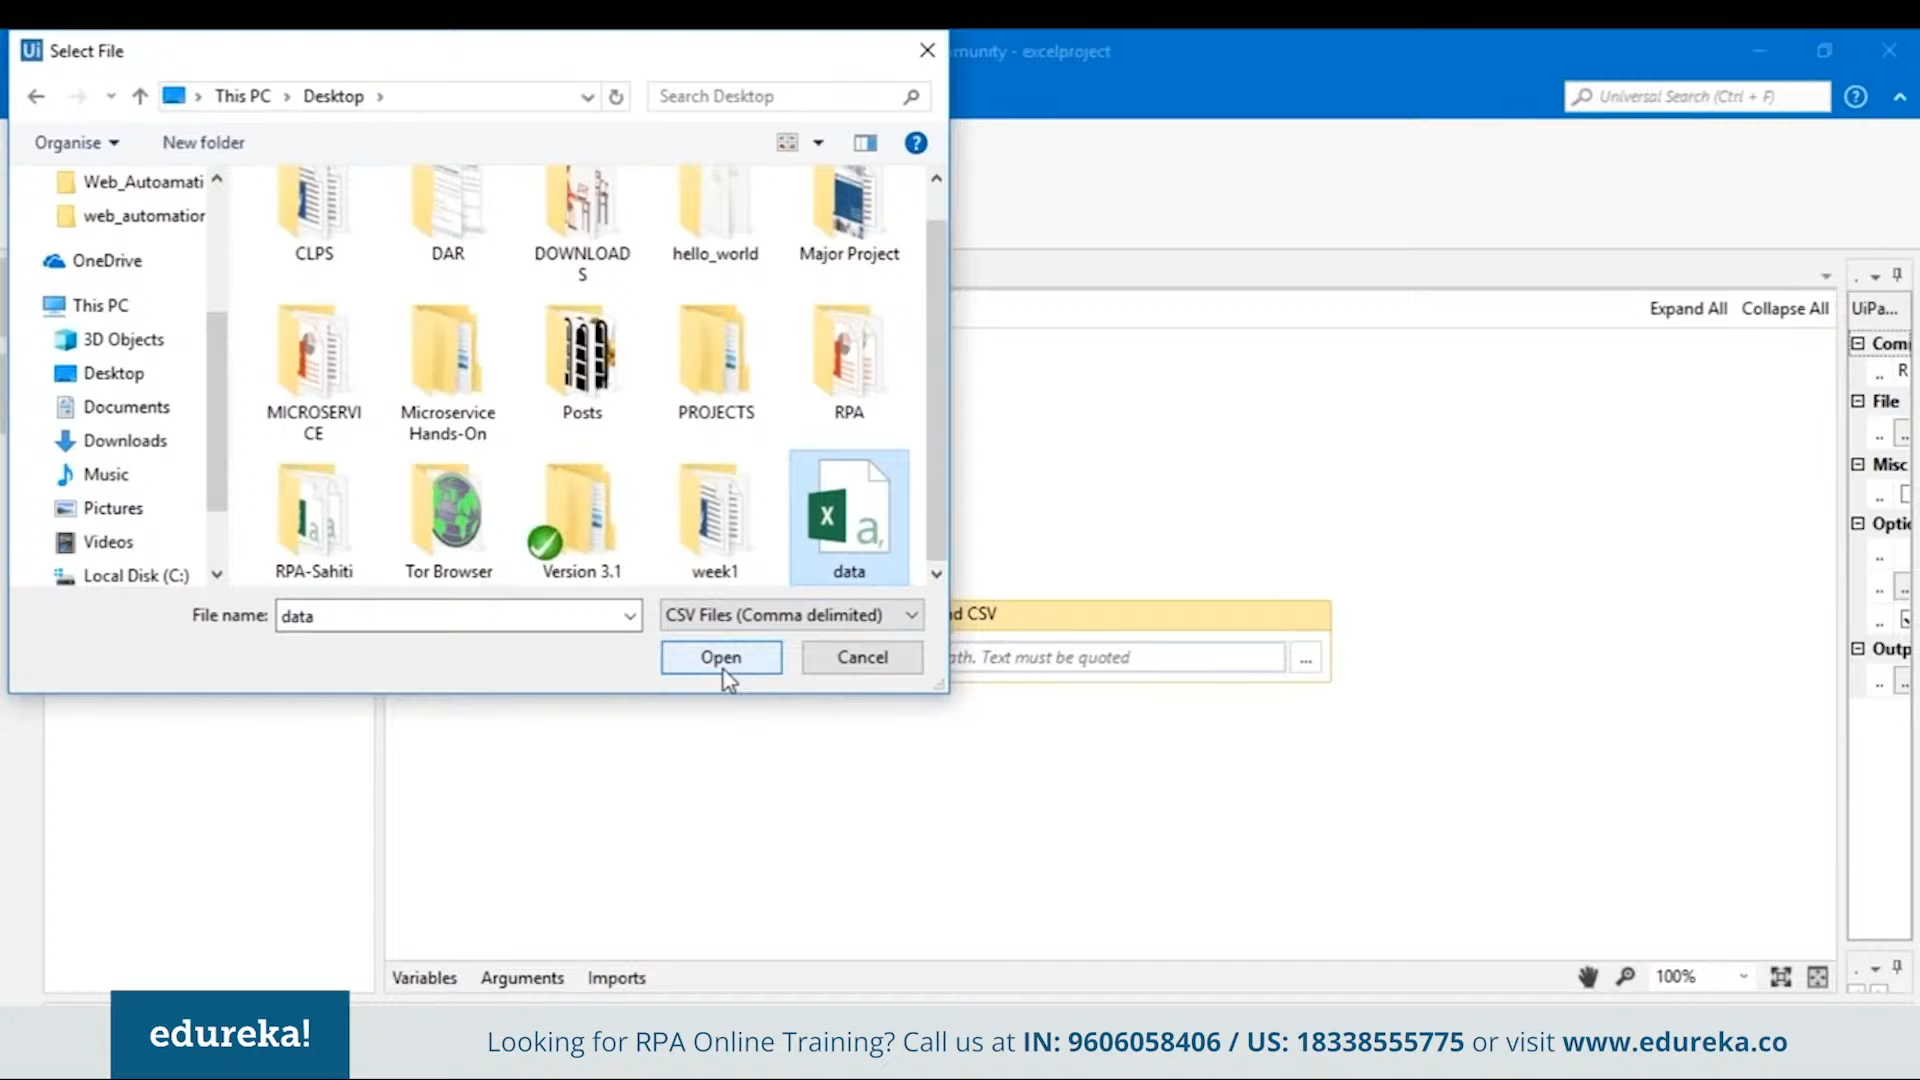 Ui Select File
munity - excelproject
This PC > Desktop >
Search Desktop
Universal Search (Ctrl + F)
Organise
New folder
Web_Autoamati
web_automation
OneDrive
This PC
3D Objects
Desktop
Documents
Downloads
Music
Pictures
Videos
Local Disk (C:)
CLPS
DAR
DOWNLOAD
S
hello_world
Major Project
MICROSERVI
CE
Microservice
Hands-On
Posts
PROJECTS
RPA
RPA-Sahiti
Tor Browser
Version 3.1
week1
data
File name:
data
CSV Files (Comma delimited)
Open
Cancel
Expand All
Collapse All
d CSV
ath. Text must be quoted
...
UiPa...
Com
R
File
Misc
Optio
Outp
Variables
Arguments
Imports
100%
edureka!
Looking for RPA Online Training? Call us at IN: 9606058406 / US: 18338555775 or visit www.edureka.co